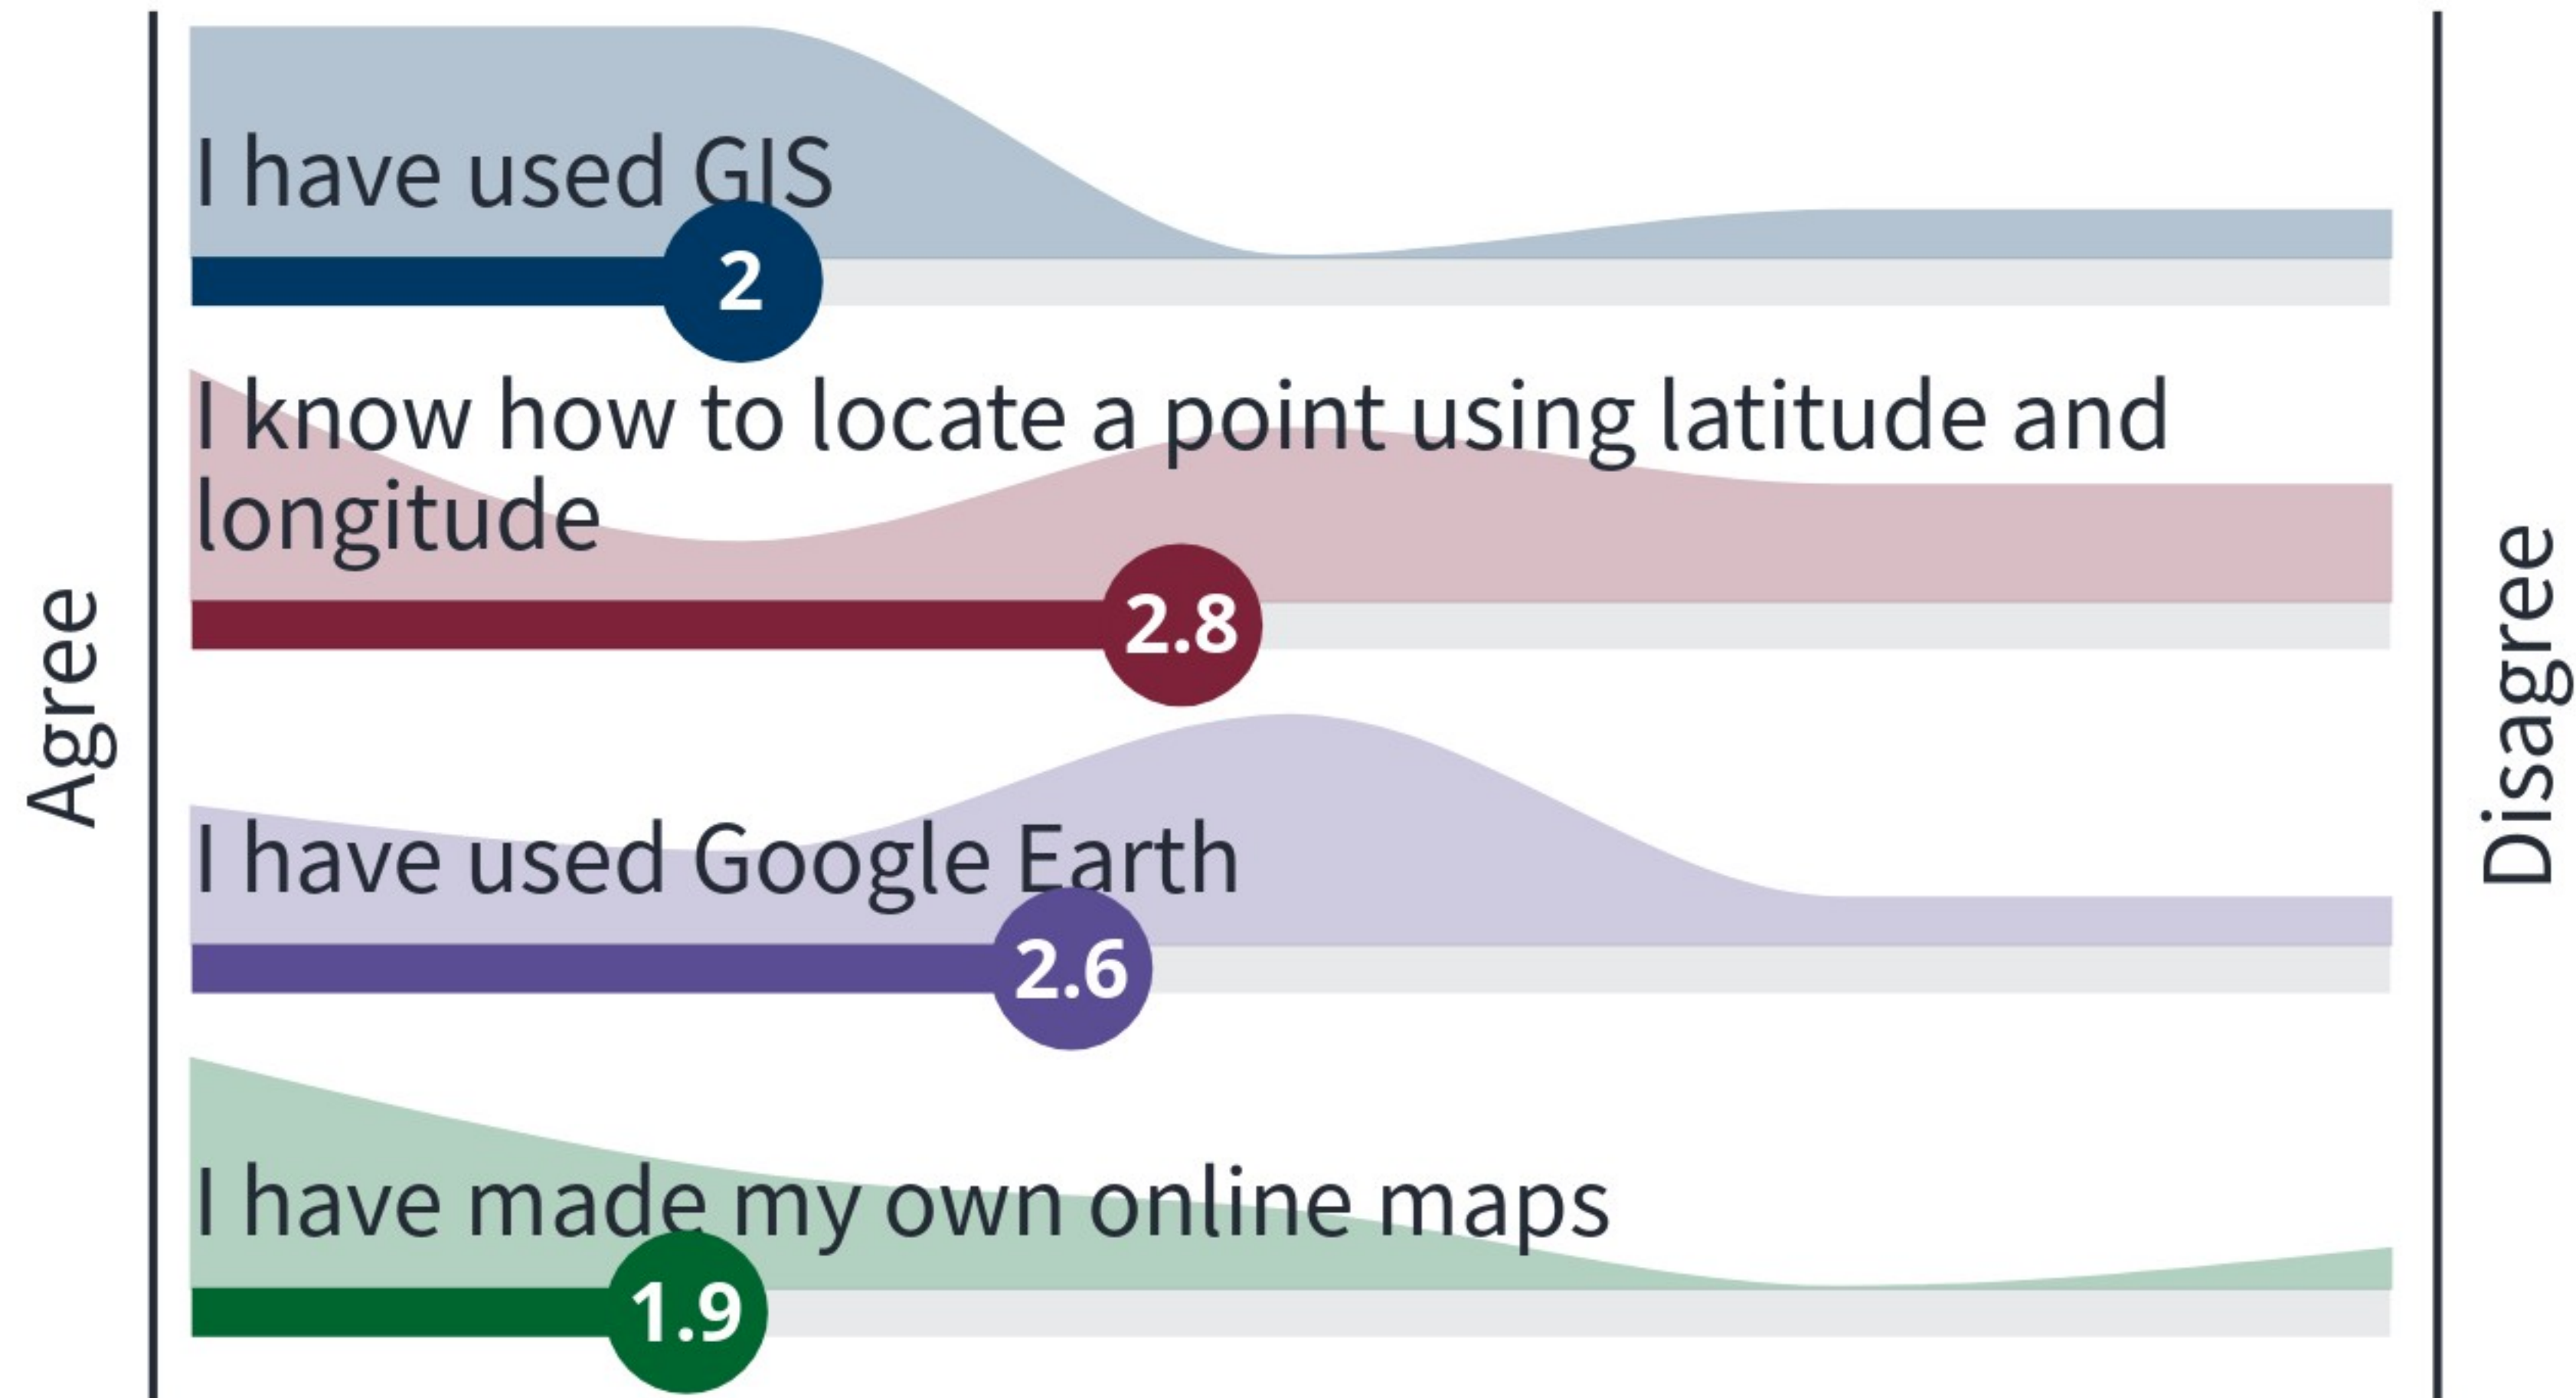 Agree
I have used GIS
2
I know how to locate a point using latitude and
longitude
2.8
I have used Google Earth
2.6
I have made my own online maps
1.9
Disagree